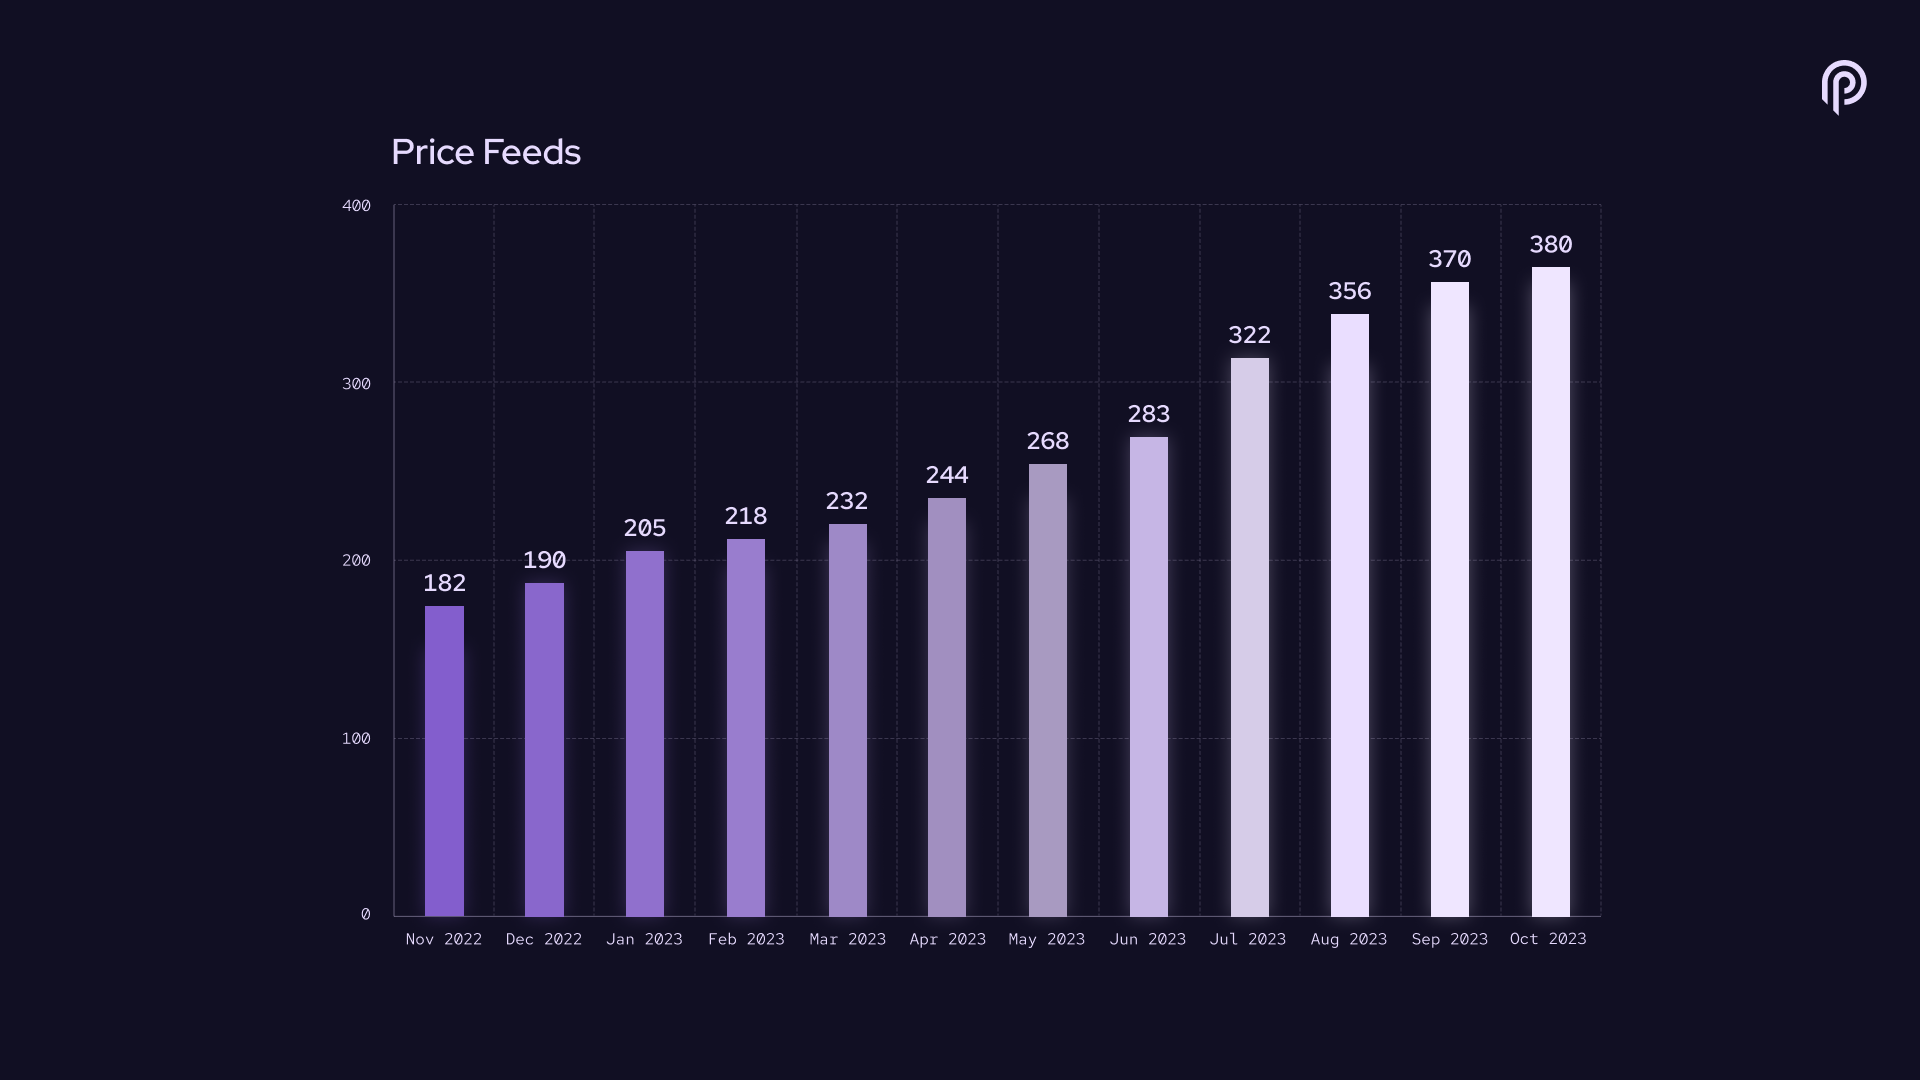 Price Feeds
400
300
200
100
0
182
190
205
218
232
244
268
283
322
356
370
380
Nov 2022
Dec 2022
Jan 2023
Feb 2023
Mar 2023
Apr 2023
May 2023
Jun 2023
Jul 2023
Aug 2023
Sep 2023
Oct 2023